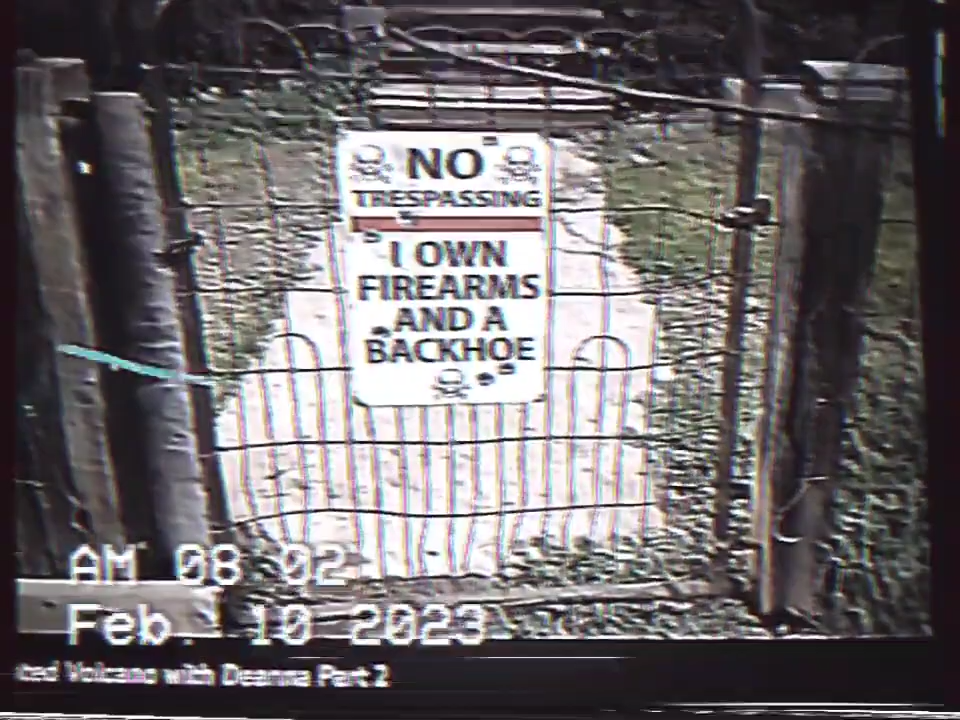 NO
TRESPASSING
I OWN
FIREARMS
AND A
BACKHOE
AM 08 02
Feb. 10 2023
Volcano with Deanna Part 2